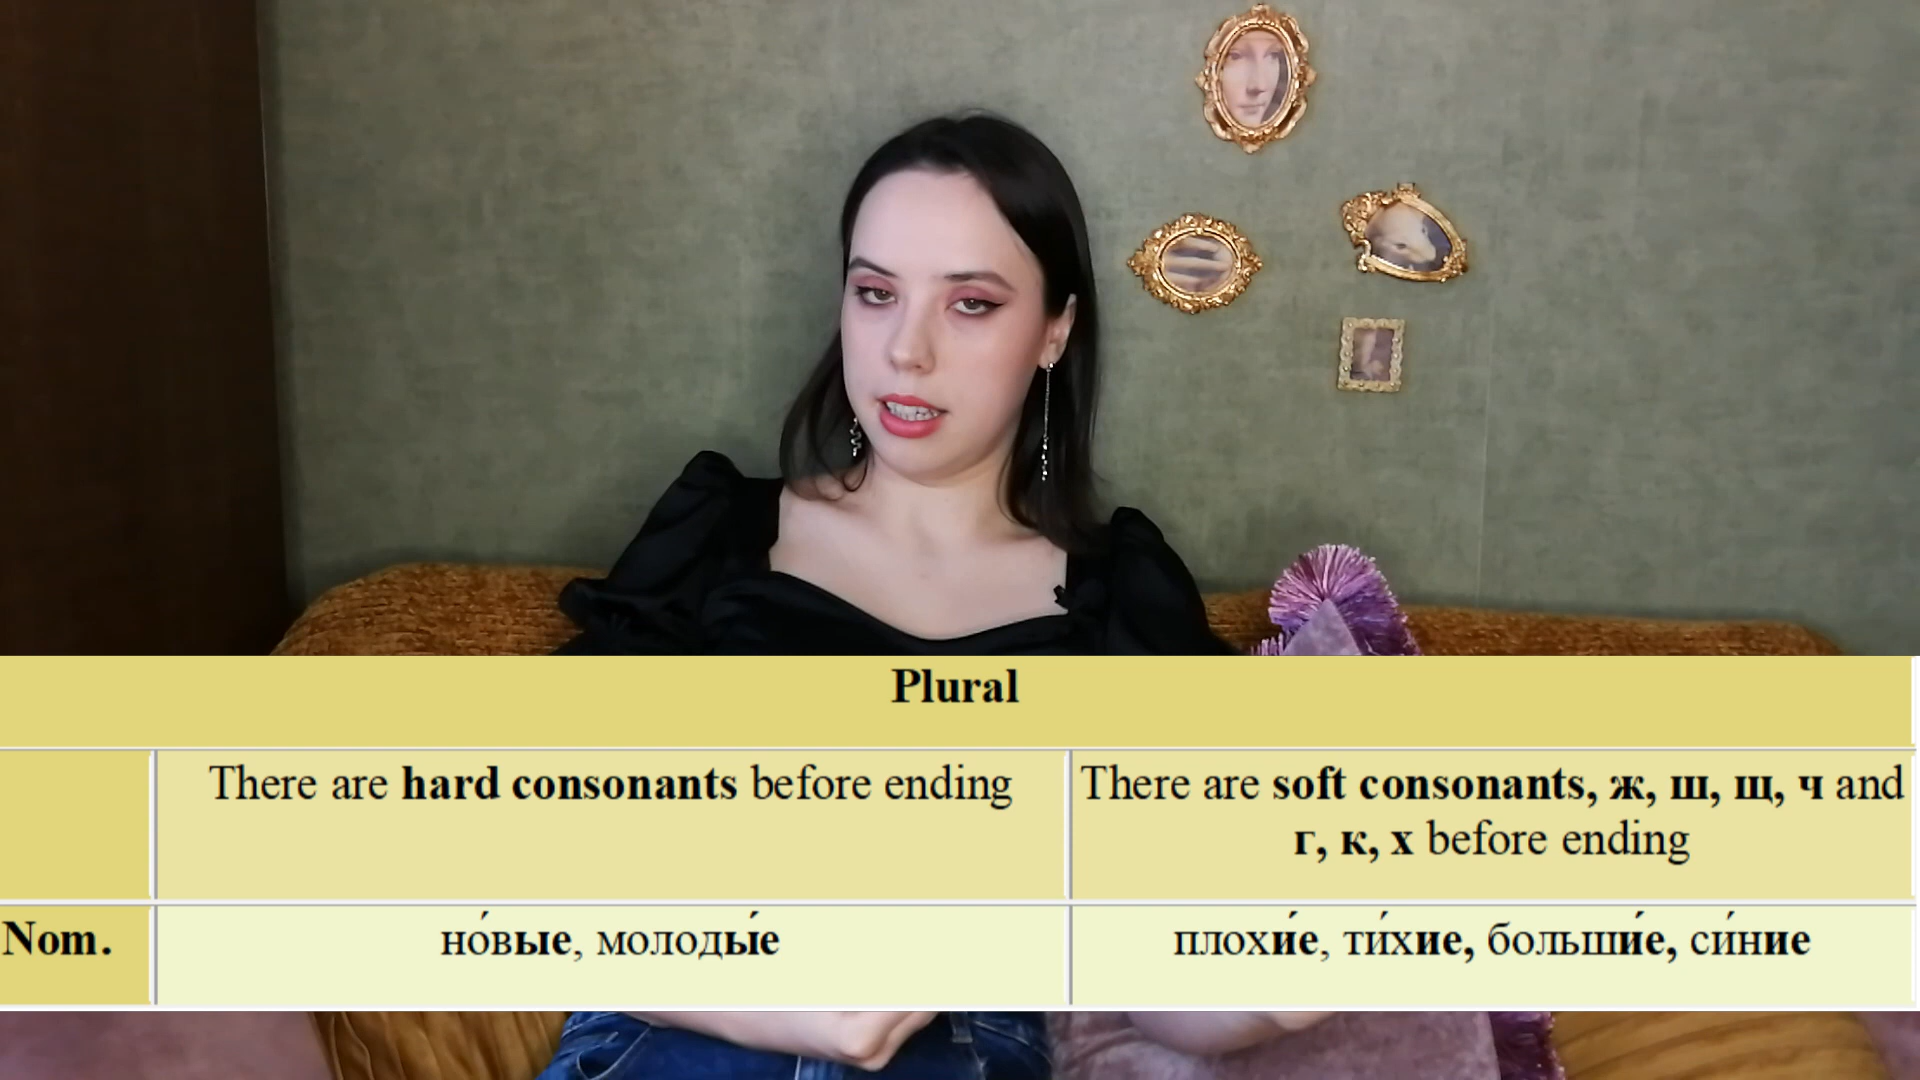 Plural
There are hard consonants before ending
There are soft consonants, ж, ш, щ, ч and
г, к, х before ending
Nom.
но́вые, молоды́е
плохи́е, ти́хие, больши́е, си́ние